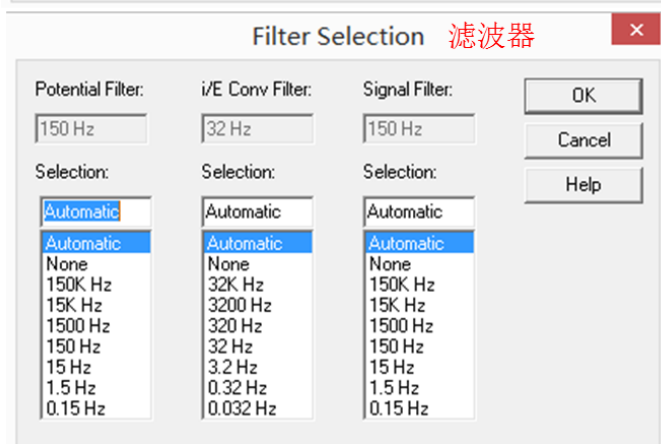 Filter Selection 滤波器
Potential Filter: i/E Conv Filter: Signal Filter:
150 Hz 32 Hz 150 Hz
OK
Cancel
Help
Selection: Selection: Selection:
Automatic Automatic Automatic
Automatic Automatic Automatic
None None None
150K Hz 32K Hz 150K Hz
15K Hz 3200 Hz 15K Hz
1500 Hz 320 Hz 1500 Hz
150 Hz 32 Hz 150 Hz
15 Hz 3.2 Hz 15 Hz
1.5 Hz 0.32 Hz 1.5 Hz
0.15 Hz 0.032 Hz 0.15 Hz